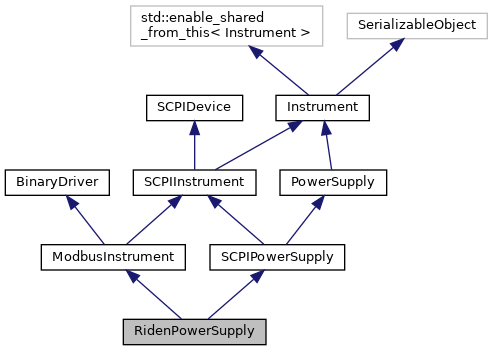 std::enable_shared
_from_this< Instrument >
SerializableObject
SCPIDevice
Instrument
BinaryDriver
SCPIInstrument
PowerSupply
ModbusInstrument
SCPIPowerSupply
RidenPowerSupply